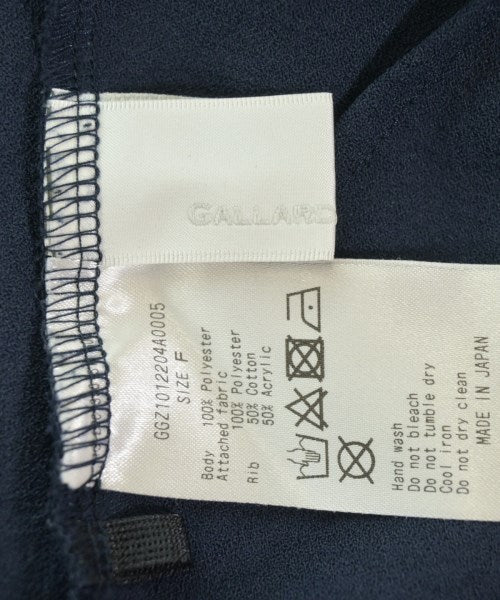 GALLARD
GGZ1012204A0005
SIZE F
Body 100% Polyester
Attached fabric
100% Polyester
Rib 50% Cotton
50% Acrylic
Hand wash
Do not bleach
Do not tumble dry
Cool iron
Do not dry clean
MADE IN JAPAN